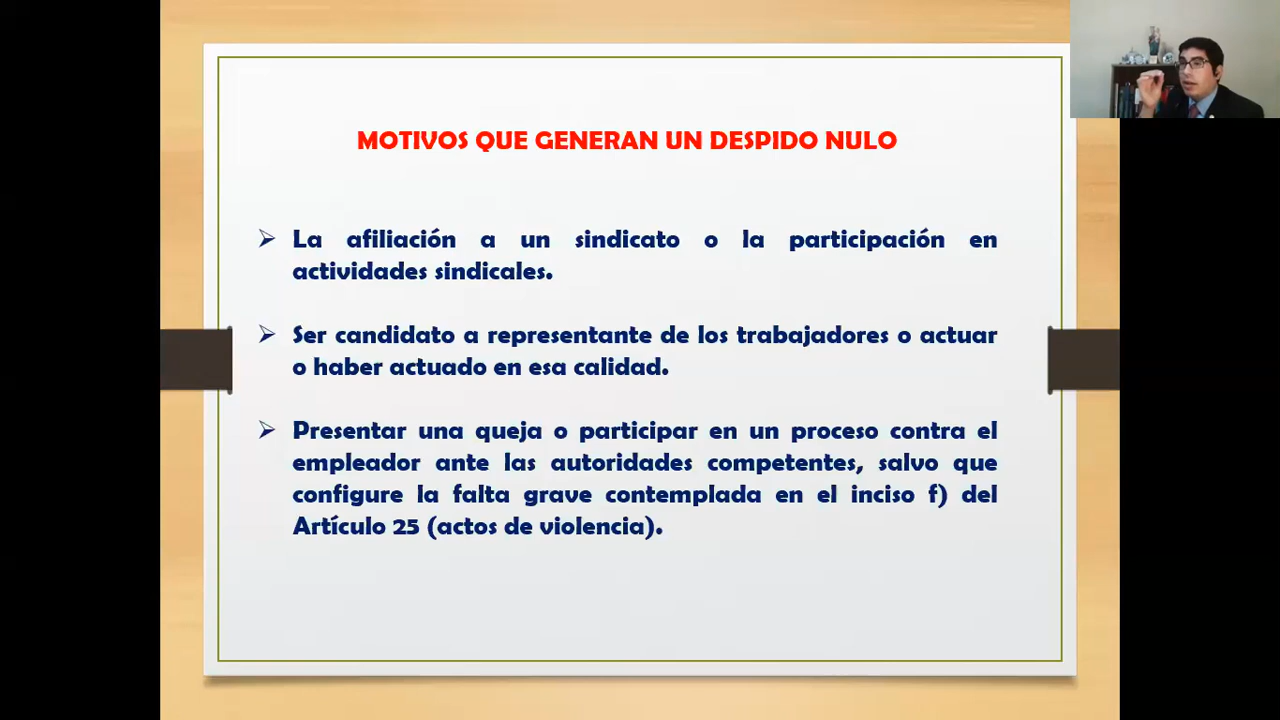 MOTIVOS QUE GENERAN UN DESPIDO NULO
La afiliación a un sindicato o la participación en
actividades sindicales.
Ser candidato a representante de los trabajadores o actuar
o haber actuado en esa calidad.
Presentar una queja o participar en un proceso contra el
empleador ante las autoridades competentes, salvo que
configure la falta grave contemplada en el inciso f) del
Artículo 25 (actos de violencia).